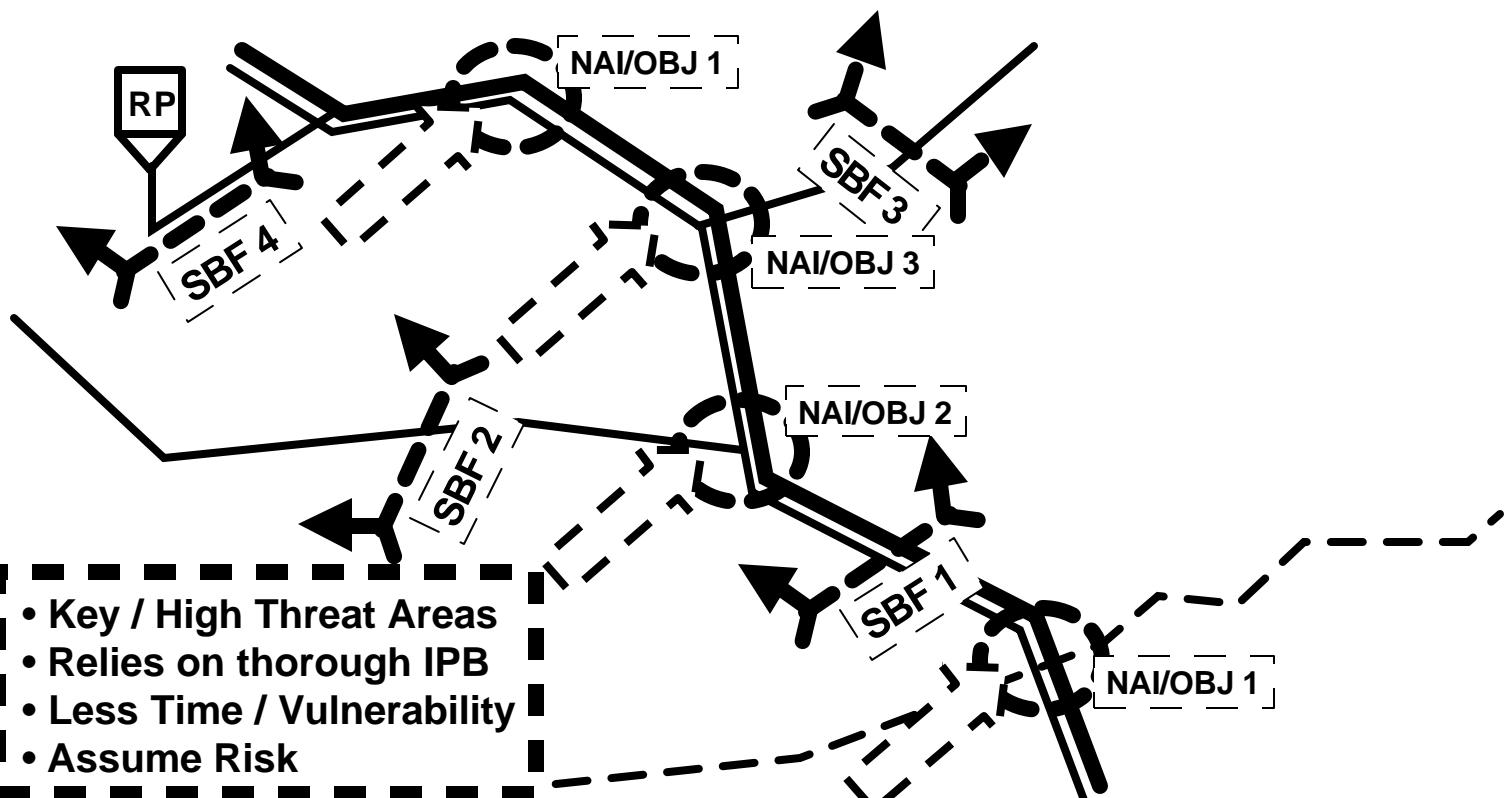 NAI/OBJ 1
RP
SBF 3
SBF 4
NAI/OBJ 3
NAI/OBJ 2
SBF 2
SBF 1
• Key / High Threat Areas
• Relies on thorough IPB
• Less Time / Vulnerability
• Assume Risk
NAI/OBJ 1